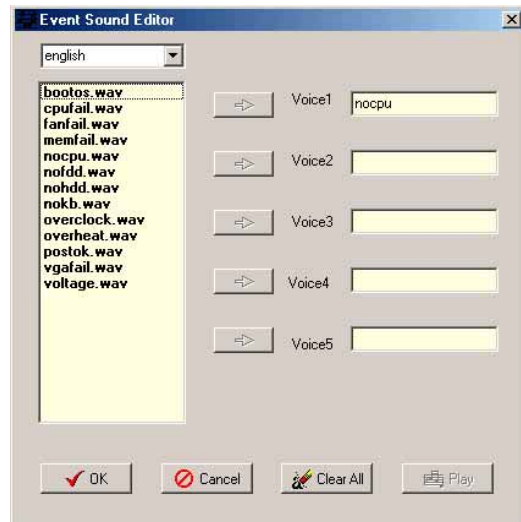 Event Sound Editor
english
bootos.wav
cpufail.wav
fanfail.wav
memfail.wav
nocpu.wav
nofdd.wav
nohdd.wav
nokb.wav
overclock.wav
overheat.wav
postok.wav
vgafail.wav
voltage.wav
Voice1 nocpu
Voice2
Voice3
Voice4
Voice5
OK Cancel Clear All Play